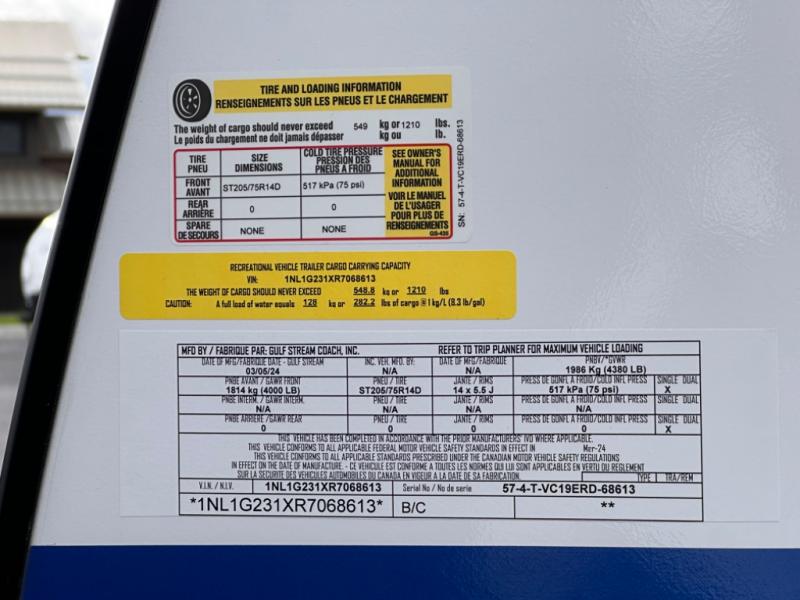 TIRE AND LOADING INFORMATION
RENSEIGNEMENTS SUR LES PNEUS ET LE CHARGEMENT
The weight of cargo should never exceed 549 kg or 1210 lbs.
Le poids du chargement ne doit jamais dépasser kg ou lb.
TIRE PNEU
SIZE DIMENSIONS
COLD TIRE PRESSURE PRESSION DES PNEUS A FROID
SEE OWNER'S MANUAL FOR ADDITIONAL INFORMATION
VOIR LE MANUEL DE L'USAGER POUR PLUS DE RENSEIGNEMENTS
GS-420
FRONT AVANT ST205/75R14D 517 kPa (75 psi)
REAR ARRIÈRE 0 0
SPARE DE SECOURS NONE NONE
SN: 57-4-T-VC19ERD-68613
RECREATIONAL VEHICLE TRAILER CARGO CARRYING CAPACITY
VIN: 1NL1G231XR7068613
THE WEIGHT OF CARGO SHOULD NEVER EXCEED 548.8 kg or 1210 lbs
CAUTION: A full load of water equals 128 kg or 282.2 lbs of cargo @ 1 kg/L (8.3 lb/gal)
MFD BY / FABRIQUE PAR: GULF STREAM COACH, INC. REFER TO TRIP PLANNER FOR MAXIMUM VEHICLE LOADING
DATE OF MFG/FABRIQUE DATE - GULF STREAM INC. VEH. MFD. BY: DATE OF MFG/FABRIQUE PNBV/*GVWR
03/05/24 N/A N/A 1986 Kg (4380 LB)
PNBE AVANT / GAWR FRONT PNEU / TIRE JANTE / RIMS PRESS DE GONFL A FROID/COLD INFL PRESS SINGLE DUAL
1814 kg (4000 LB) ST205/75R14D 14 x 5.5 J 517 kPa (75 psi) X
PNBE INTERM. / GAWR INTERM. PNEU / TIRE JANTE / RIMS PRESS DE GONFL A FROID/COLD INFL PRESS SINGLE DUAL
N/A N/A N/A N/A
PNBE ARRIERE /GAWR REAR PNEU / TIRE JANTE / RIMS PRESS DE GONFL A FROID/COLD INFL PRESS SINGLE DUAL
0 0 0 0 X
THIS VEHICLE HAS BEEN COMPLETED IN ACCORDANCE WITH THE PRIOR MANUFACTURERS' IVD WHERE APPLICABLE.
THIS VEHICLE CONFORMS TO ALL APPLICABLE FEDERAL MOTOR VEHICLE SAFETY STANDARDS IN EFFECT IN Mar-24
THIS VEHICLE CONFORMS TO ALL APPLICABLE STANDARDS PRESCRIBED UNDER THE CANADIAN MOTOR VEHICLE SAFETY REGULATIONS
IN EFFECT ON THE DATE OF MANUFACTURE. - CE VEHICULE EST CONFORME A TOUTES LES NORMES QUI LUI SONT APPLICABLES EN VERTU DU REGLEMENT
SUR LA SECURITE DES VEHICULES AUTOMOBILES DU CANADA EN VIGEUR A LA DATE DE SA FABRICATION. TYPE TRA/REM
V.I.N. / N.I.V. 1NL1G231XR7068613 Serial No / No de serie 57-4-T-VC19ERD-68613
*1NL1G231XR7068613* B/C **